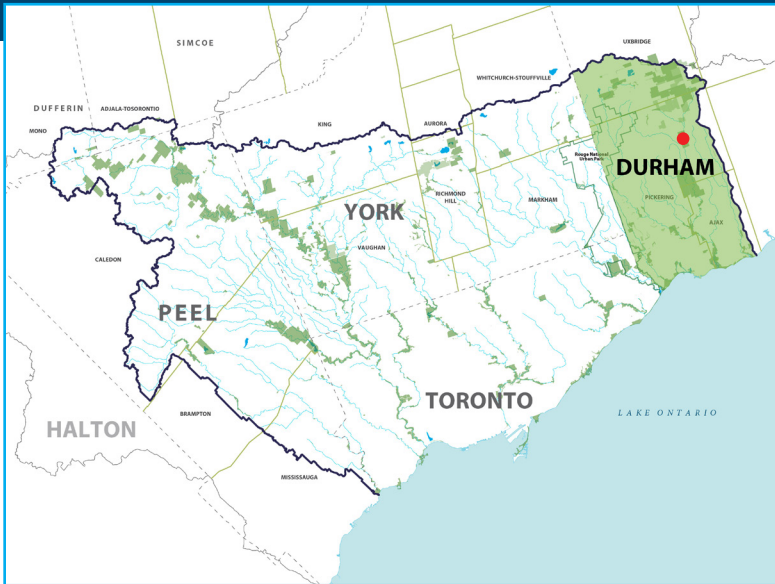 SIMCOE
UXBRIDGE
WHITCHURCH-STOUFFVILLE
DUFFERIN
ADJALA-TOSORONTIO
MONO
KING
AURORA
Rouge National
Urban Park
DURHAM
RICHMOND
HILL
MARKHAM
PICKERING
YORK
AJAX
VAUGHAN
CALEDON
PEEL
TORONTO
LAKE ONTARIO
BRAMPTON
HALTON
MISSISSAUGA